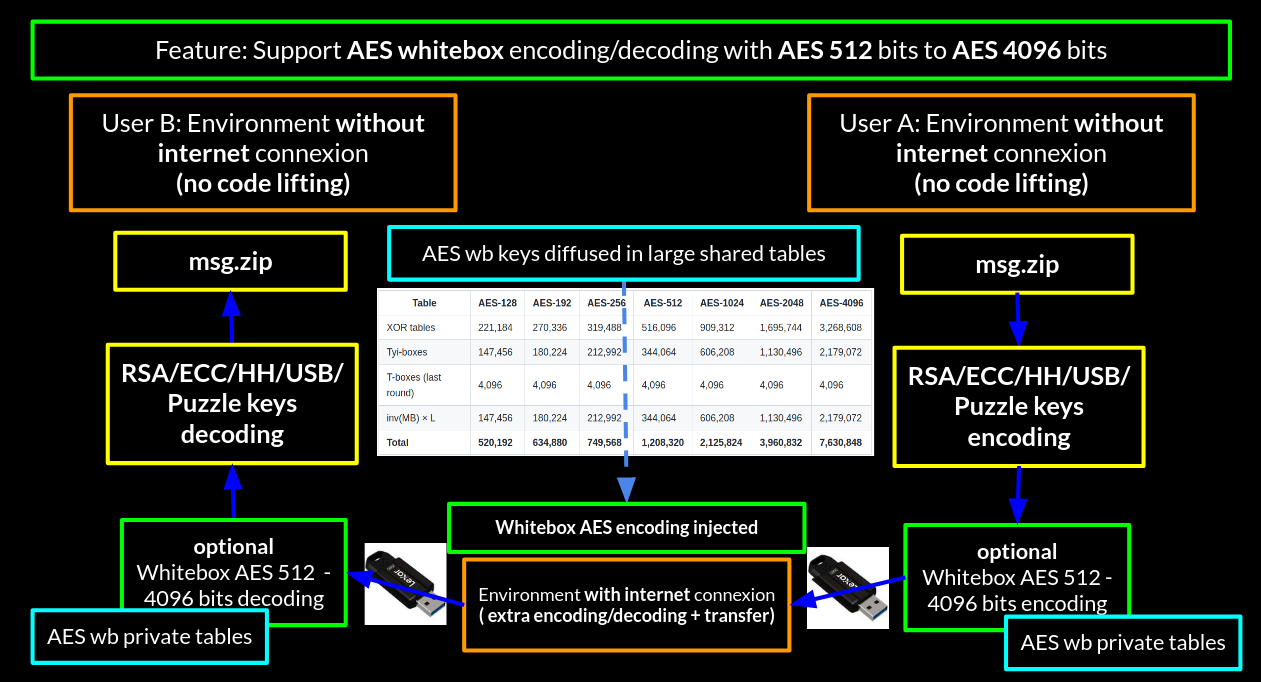 Feature: Support AES whitebox encoding/decoding with AES 512 bits to AES 4096 bits
User B: Environment without
internet connexion
(no code lifting)
User A: Environment without
internet connexion
(no code lifting)
msg.zip
AES wb keys diffused in large shared tables
msg.zip
Table AES-128 AES-192 AES-256 AES-512 AES-1024 AES-2048 AES-4096
XOR tables 221,184 270,336 319,488 516,096 909,312 1,695,744 3,268,608
Tyi-boxes 147,456 180,224 212,992 344,064 606,208 1,130,496 2,179,072
T-boxes (last
round) 4,096 4,096 4,096 4,096 4,096 4,096 4,096
inv(MB) × L 147,456 180,224 212,992 344,064 606,208 1,130,496 2,179,072
Total 520,192 634,880 749,568 1,208,320 2,125,824 3,960,832 7,630,848
RSA/ECC/HH/USB/
Puzzle keys
decoding
RSA/ECC/HH/USB/
Puzzle keys
encoding
Whitebox AES encoding injected
optional
Whitebox AES 512 -
4096 bits decoding
AES wb private tables
Lexar
Environment with internet connexion
( extra encoding/decoding + transfer)
Lexar
optional
Whitebox AES 512 -
4096 bits encoding
AES wb private tables